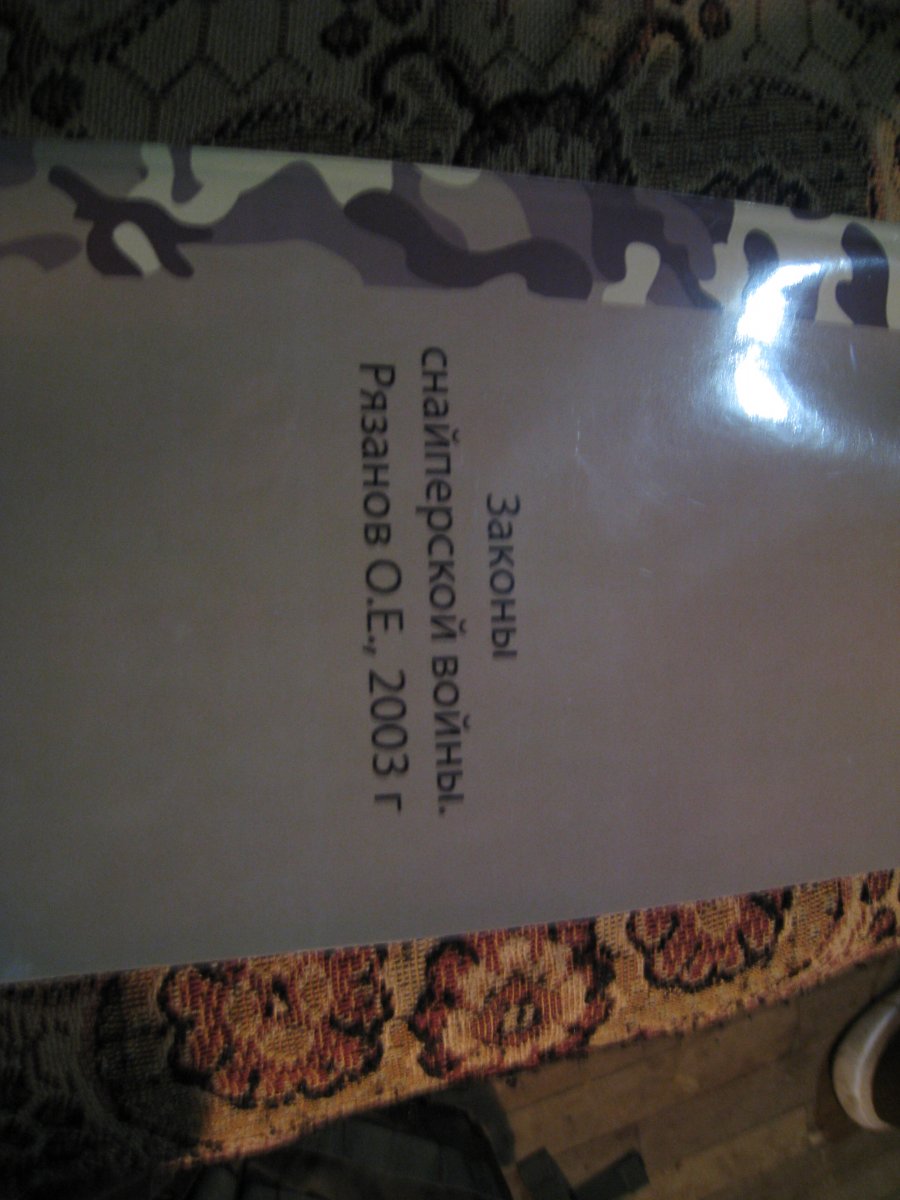 Законы
снайперской войны.
Рязанов О.Е., 2003 г